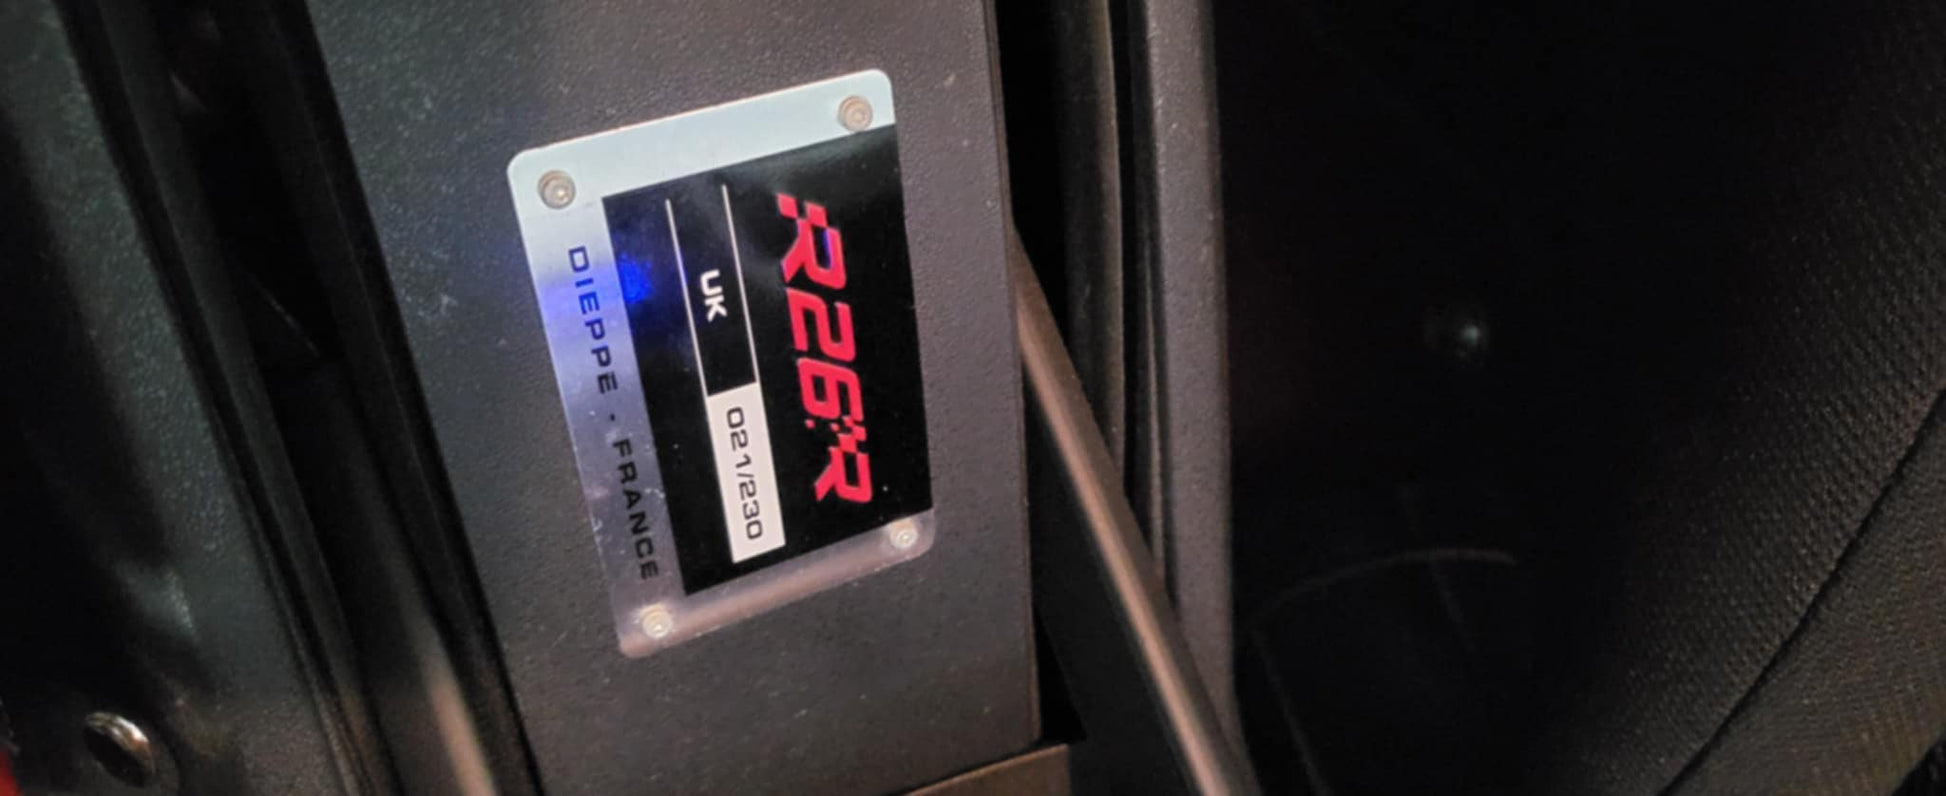 R26.R
UK 021/230
DIEPPE · FRANCE